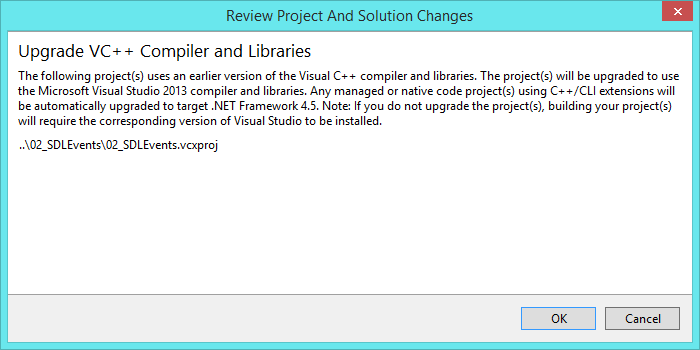 Review Project And Solution Changes
Upgrade VC++ Compiler and Libraries
The following project(s) uses an earlier version of the Visual C++ compiler and libraries. The project(s) will be upgraded to use
the Microsoft Visual Studio 2013 compiler and libraries. Any managed or native code project(s) using C++/CLI extensions will
be automatically upgraded to target .NET Framework 4.5. Note: If you do not upgrade the project(s), building your project(s)
will require the corresponding version of Visual Studio to be installed.
..\02_SDLEvents\02_SDLEvents.vcxproj
OK Cancel